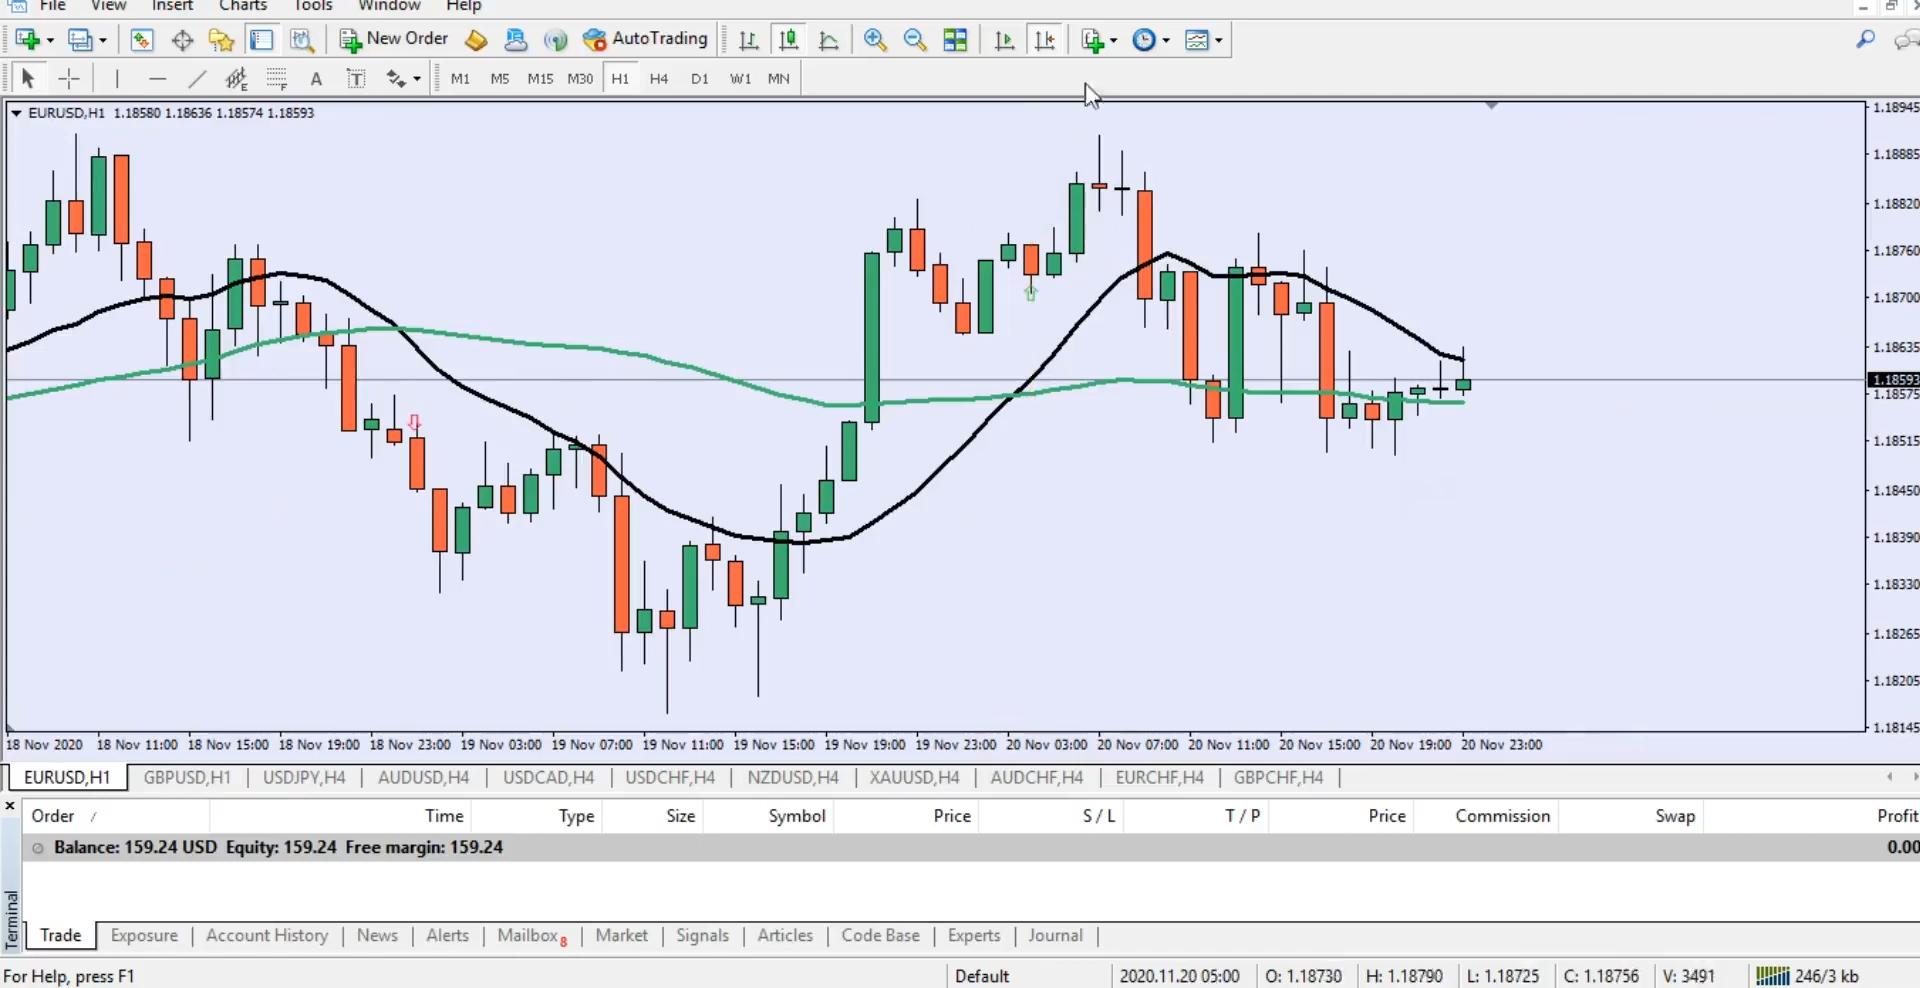 File View Insert Charts Tools Window Help
New Order AutoTrading
E F A T M1 M5 M15 M30 H1 H4 D1 W1 MN
EURUSD,H1 1.18580 1.18636 1.18574 1.18593
1.18945
1.18885
1.18820
1.18760
1.18700
1.18635
1.18593
1.18575
1.18515
1.18450
1.18390
1.18330
1.18265
1.18205
1.18145
18 Nov 2020 18 Nov 11:00 18 Nov 15:00 18 Nov 19:00 18 Nov 23:00 19 Nov 03:00 19 Nov 07:00 19 Nov 11:00 19 Nov 15:00 19 Nov 19:00 19 Nov 23:00 20 Nov 03:00 20 Nov 07:00 20 Nov 11:00 20 Nov 15:00 20 Nov 19:00 20 Nov 23:00
EURUSD,H1 GBPUSD,H1 USDJPY,H4 AUDUSD,H4 USDCAD,H4 USDCHF,H4 NZDUSD,H4 XAUUSD,H4 AUDCHF,H4 EURCHF,H4 GBPCHF,H4
Order / Time Type Size Symbol Price S / L T / P Price Commission Swap Profit
Balance: 159.24 USD Equity: 159.24 Free margin: 159.24 0.00
Terminal
Trade Exposure Account History News Alerts Mailbox 8 Market Signals Articles Code Base Experts Journal
For Help, press F1 Default 2020.11.20 05:00 O: 1.18730 H: 1.18790 L: 1.18725 C: 1.18756 V: 3491 246/3 kb